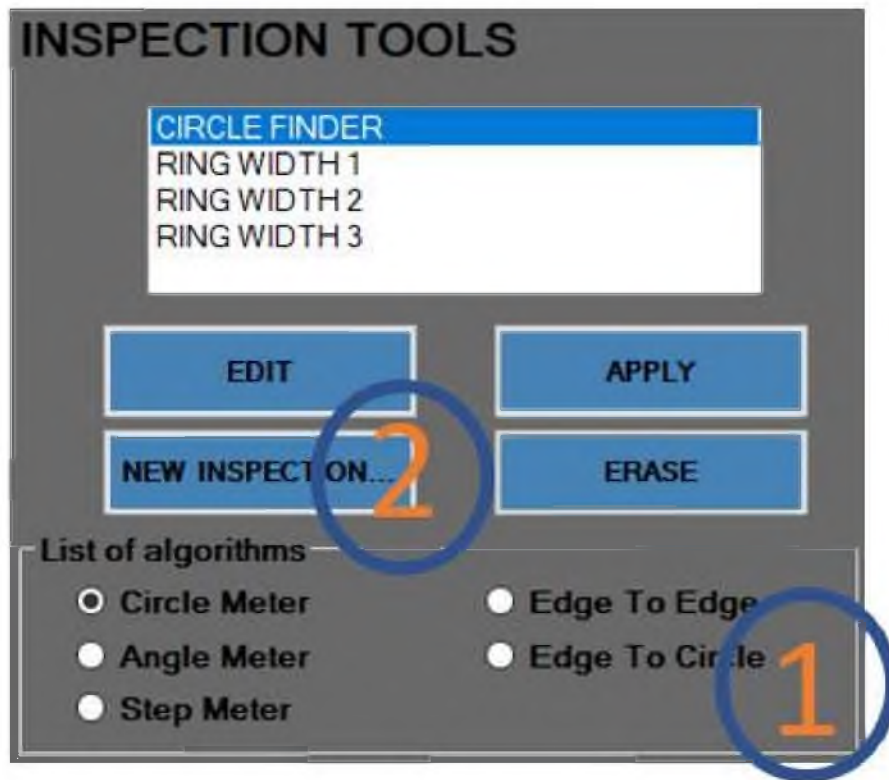 INSPECTION TOOLS
CIRCLE FINDER
RING WIDTH 1
RING WIDTH 2
RING WIDTH 3
EDIT
APPLY
NEW INSPECTION...
2
ERASE
List of algorithms
Circle Meter
Edge To Edge
Angle Meter
Edge To Circle
Step Meter
1